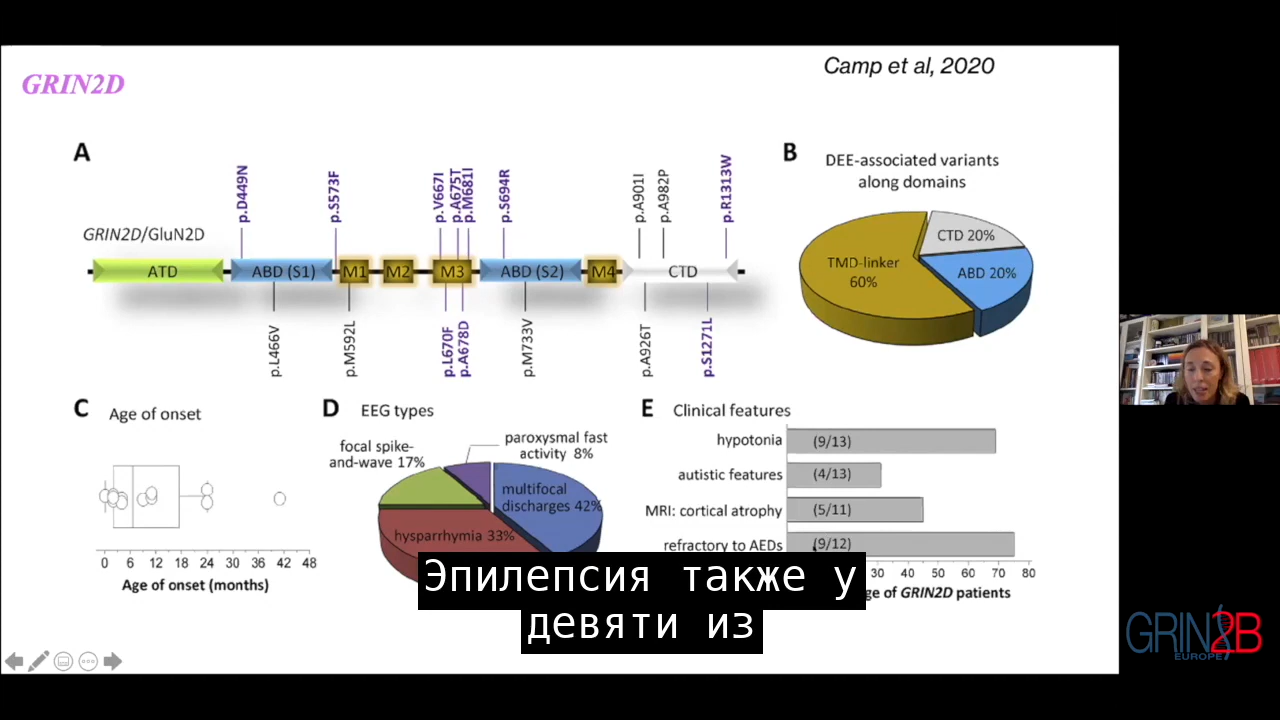 Camp et al, 2020
GRIN2D
A
p.D449N
p.S573F
p.V667I
p.A675T
p.M681I
p.S694R
p.A901I
p.A982P
p.R1313W
GRIN2D/GluN2D
ATD
ABD (S1)
M1
M2
M3
ABD (S2)
M4
CTD
p.L466V
p.M592L
p.L670F
p.A678D
p.M733V
p.A926T
p.S1271L
B
DEE-associated variants
along domains
CTD 20%
TMD-linker
60%
ABD 20%
C
Age of onset
0 6 12 18 24 30 36 42 48
Age of onset (months)
D
EEG types
focal spike-
and-wave 17%
paroxysmal fast
activity 8%
multifocal
discharges 42%
hysparrhymia 33%
E
Clinical features
hypotonia
(9/13)
autistic features
(4/13)
MRI: cortical atrophy
(5/11)
refractory to AEDs
(9/12)
30 40 50 60 70 80
ge of GRIN2D patients
Эпилепсия также у
девяти из
GRIN2B
EUROPE